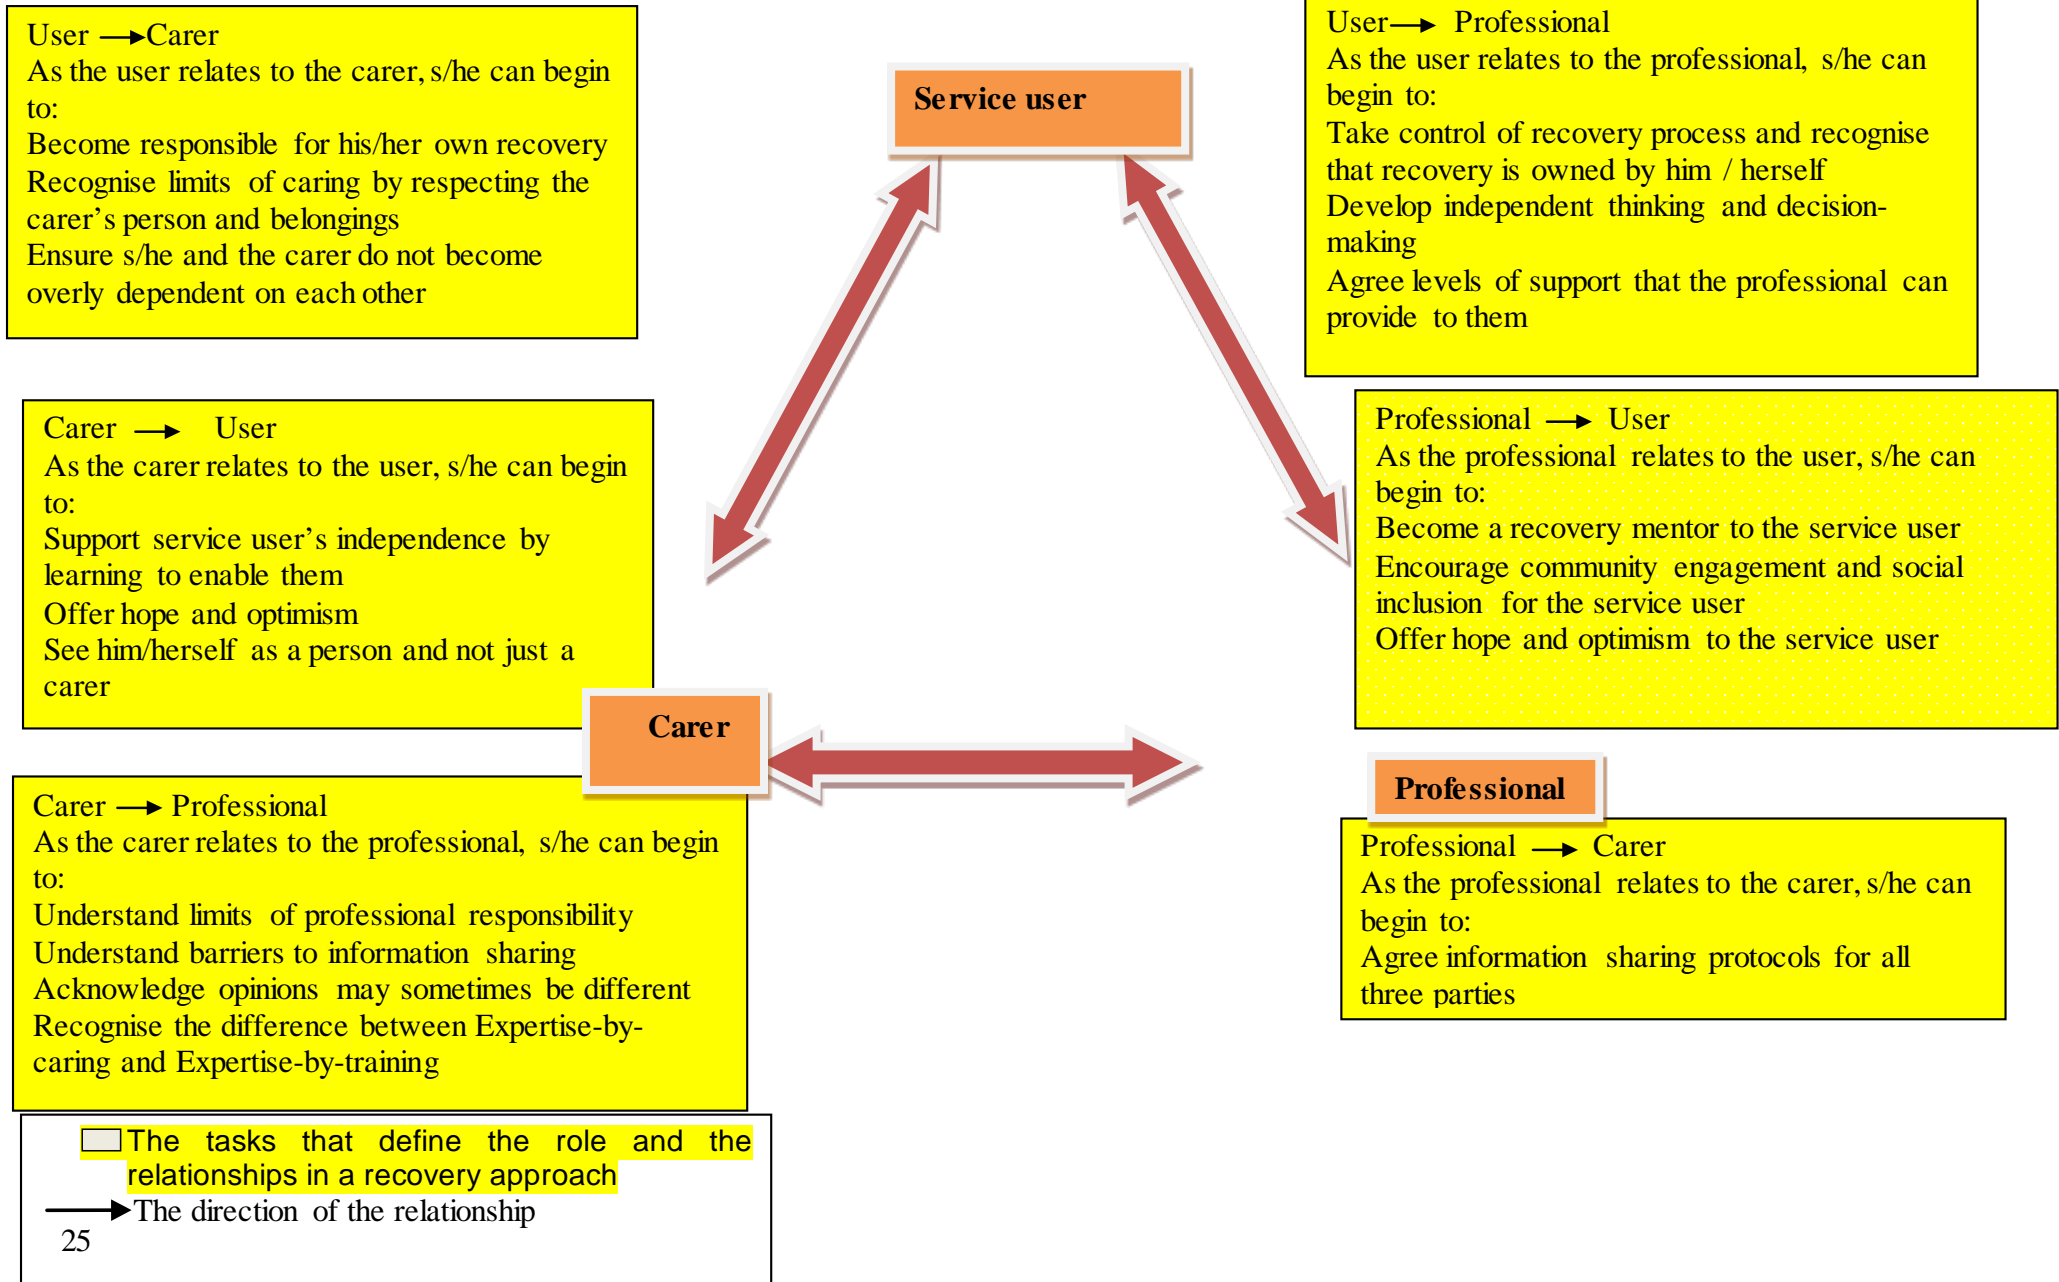 User Carer
As the user relates to the carer, s/he can begin
to:
Become responsible for his/her own recovery
Recognise limits of caring by respecting the
carer’s person and belongings
Ensure s/he and the carer do not become
overly dependent on each other
Service user
User Professional
As the user relates to the professional, s/he can
begin to:
Take control of recovery process and recognise
that recovery is owned by him / herself
Develop independent thinking and decision-
making
Agree levels of support that the professional can
provide to them
Carer User
As the carer relates to the user, s/he can begin
to:
Support service user’s independence by
learning to enable them
Offer hope and optimism
See him/herself as a person and not just a
carer
Professional User
As the professional relates to the user, s/he can
begin to:
Become a recovery mentor to the service user
Encourage community engagement and social
inclusion for the service user
Offer hope and optimism to the service user
Carer
Professional
Carer Professional
As the carer relates to the professional, s/he can begin
to:
Understand limits of professional responsibility
Understand barriers to information sharing
Acknowledge opinions may sometimes be different
Recognise the difference between Expertise-by-
caring and Expertise-by-training
Professional Carer
As the professional relates to the carer, s/he can
begin to:
Agree information sharing protocols for all
three parties
The tasks that define the role and the
relationships in a recovery approach
The direction of the relationship
25